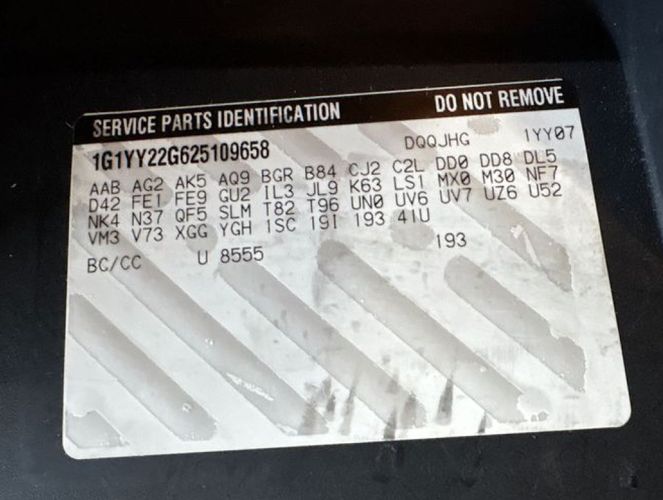 SERVICE PARTS IDENTIFICATION DO NOT REMOVE
1G1YY22G625109658 DQQJHG 1YY07
AAB AG2 AK5 AQ9 BGR B84 CJ2 C2L DD0 DD8 DL5
D42 FE1 FE9 GU2 IL3 JL9 K63 LS1 MX0 M30 NF7
NK4 N37 QF5 SLM T82 T96 UN0 UV6 UV7 UZ6 U52
VM3 V73 XGG YGH 1SC 19I 193 4IU
BC/CC U 8555 193